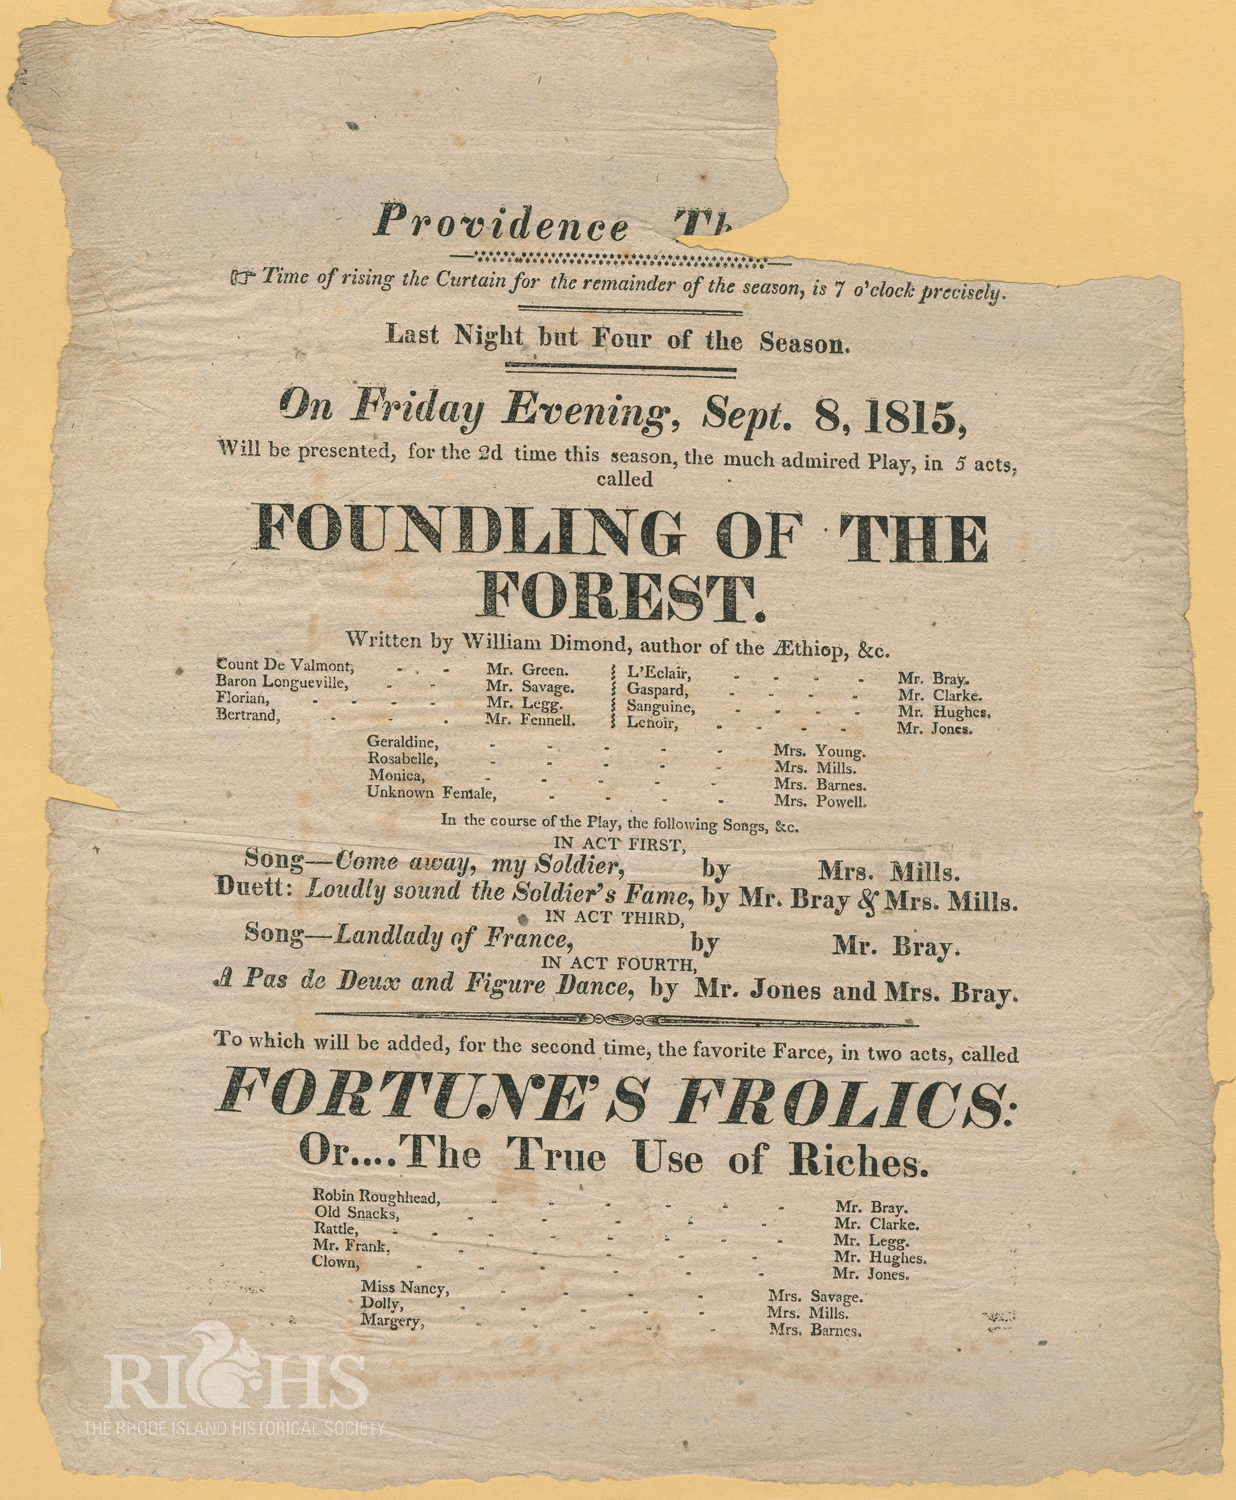 Providence Th
☞ Time of rising the Curtain for the remainder of the season, is 7 o'clock precisely.
Last Night but Four of the Season.
On Friday Evening, Sept. 8, 1815,
Will be presented, for the 2d time this season, the much admired Play, in 5 acts,
called
FOUNDLING OF THE
FOREST.
Written by William Dimond, author of the Æthiop, &c.
Count De Valmont, - - Mr. Green. L'Eclair, - - - - Mr. Bray.
Baron Longueville, - - Mr. Savage. Gaspard, - - - - Mr. Clarke.
Florian, - - - - Mr. Legg. Sanguine, - - - - Mr. Hughes.
Bertrand, - - - Mr. Fennell. Lenoir, - - - - Mr. Jones.
Geraldine, - - - - - Mrs. Young.
Rosabelle, - - - - - Mrs. Mills.
Monica, - - - - - Mrs. Barnes.
Unknown Female, - - - - Mrs. Powell.
In the course of the Play, the following Songs, &c.
IN ACT FIRST,
Song—Come away, my Soldier, by Mrs. Mills.
Duett: Loudly sound the Soldier's Fame, by Mr. Bray & Mrs. Mills.
IN ACT THIRD,
Song—Landlady of France, by Mr. Bray.
IN ACT FOURTH,
A Pas de Deux and Figure Dance, by Mr. Jones and Mrs. Bray.
To which will be added, for the second time, the favorite Farce, in two acts, called
FORTUNE'S FROLICS:
Or....The True Use of Riches.
Robin Roughhead, - - - - - - Mr. Bray.
Old Snacks, - - - - - - Mr. Clarke.
Rattle, - - - - - - - - Mr. Legg.
Mr. Frank, - - - - - - Mr. Hughes.
Clown, - - - - - - Mr. Jones.
Miss Nancy, - - - - - Mrs. Savage.
Dolly, - - - - - Mrs. Mills.
Margery, - - - - - Mrs. Barnes.
RIHS
THE RHODE ISLAND HISTORICAL SOCIETY